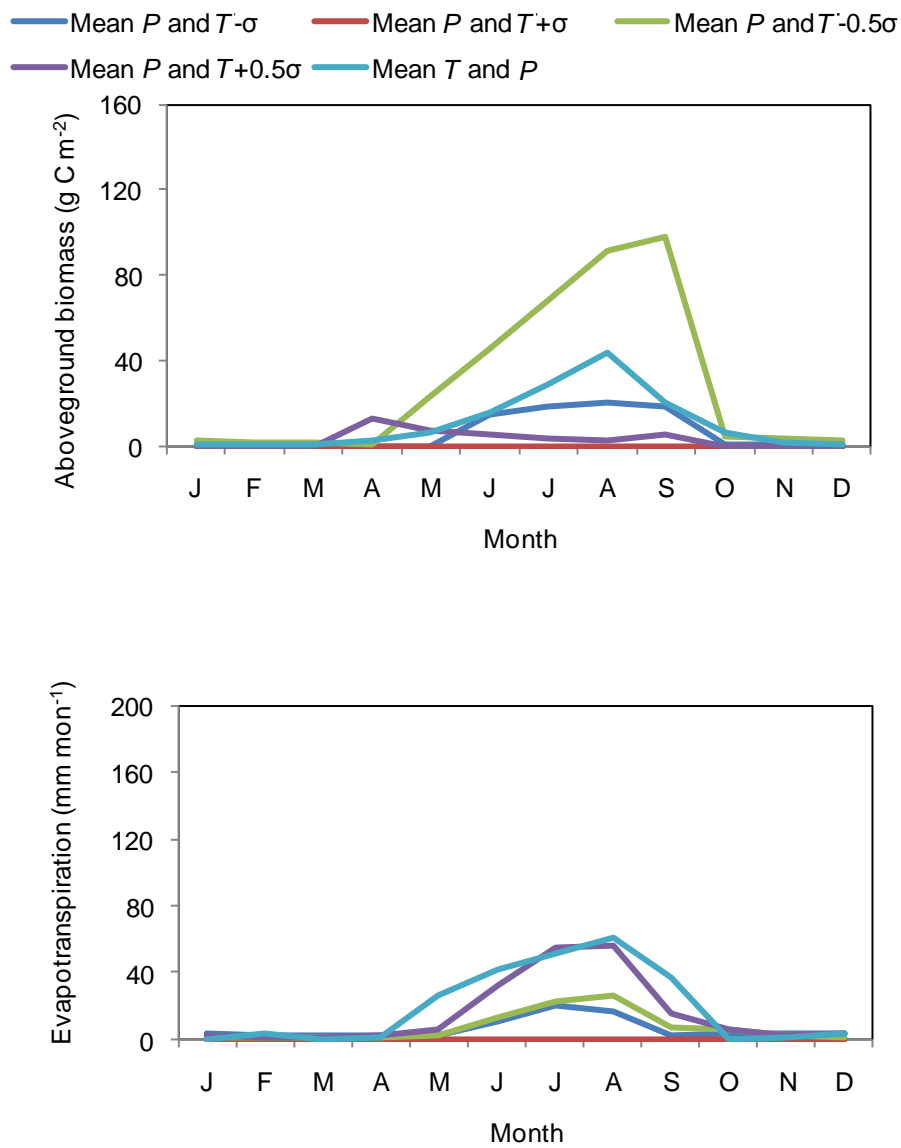 Mean P and T-σ Mean P and T+σ Mean P and T-0.5σ
Mean P and T+0.5σ Mean T and P
Aboveground biomass (g C m-2)
160
120
80
40
0
J F M A M J J A S O N D
Month
Evapotranspiration (mm mon-1)
200
160
120
80
40
0
J F M A M J J A S O N D
Month